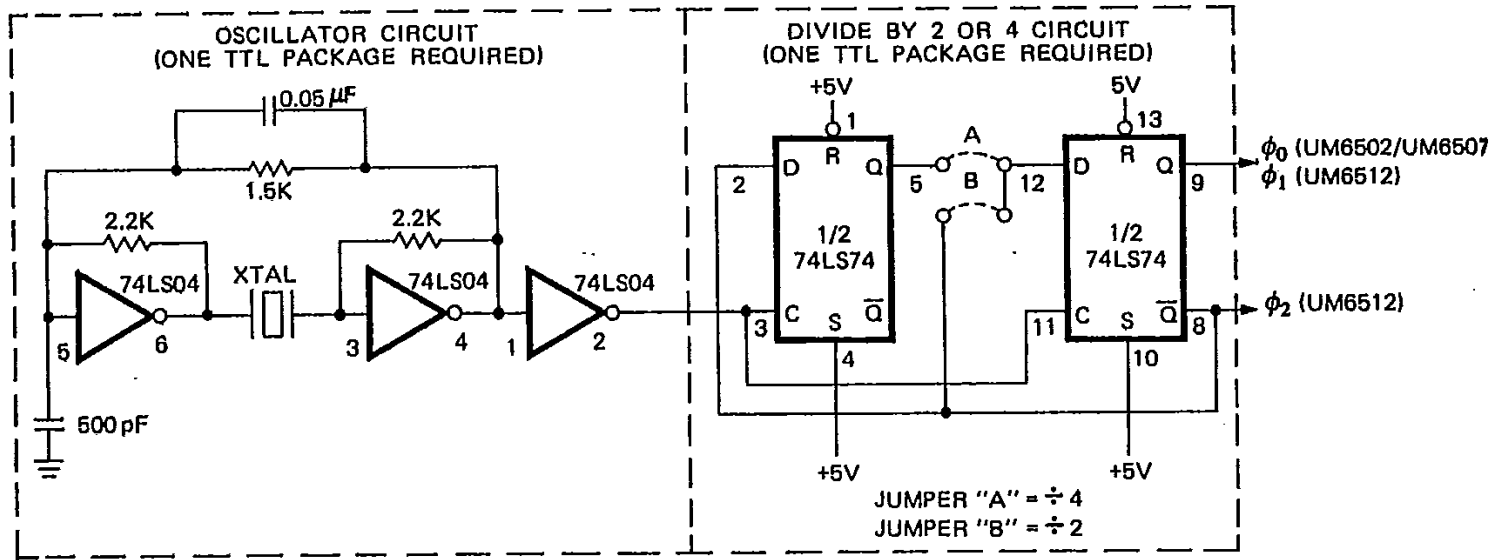 OSCILLATOR CIRCUIT
(ONE TTL PACKAGE REQUIRED)
0.05 µF
1.5K
2.2K
2.2K
74LS04
XTAL
74LS04
74LS04
5
6
3
4
1
2
500 pF
DIVIDE BY 2 OR 4 CIRCUIT
(ONE TTL PACKAGE REQUIRED)
+5V
5V
1
13
A
R
R
D
Q
B
D
Q
2
5
12
9
1/2
74LS74
1/2
74LS74
C
S
Q̅
C
S
Q̅
3
4
11
10
8
+5V
+5V
ϕ0 (UM6502/UM6507
ϕ1 (UM6512)
ϕ2 (UM6512)
JUMPER "A" = ÷ 4
JUMPER "B" = ÷ 2